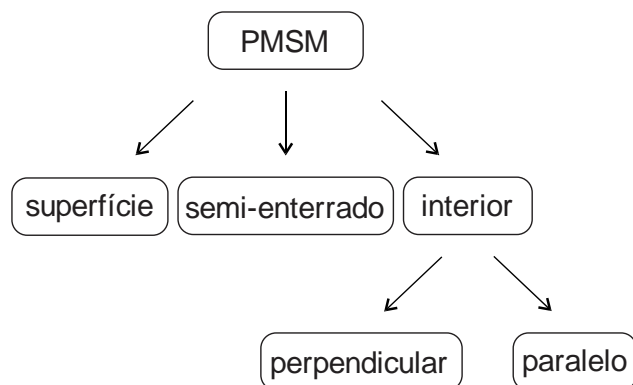 PMSM
superfície
semi-enterrado
interior
perpendicular
paralelo